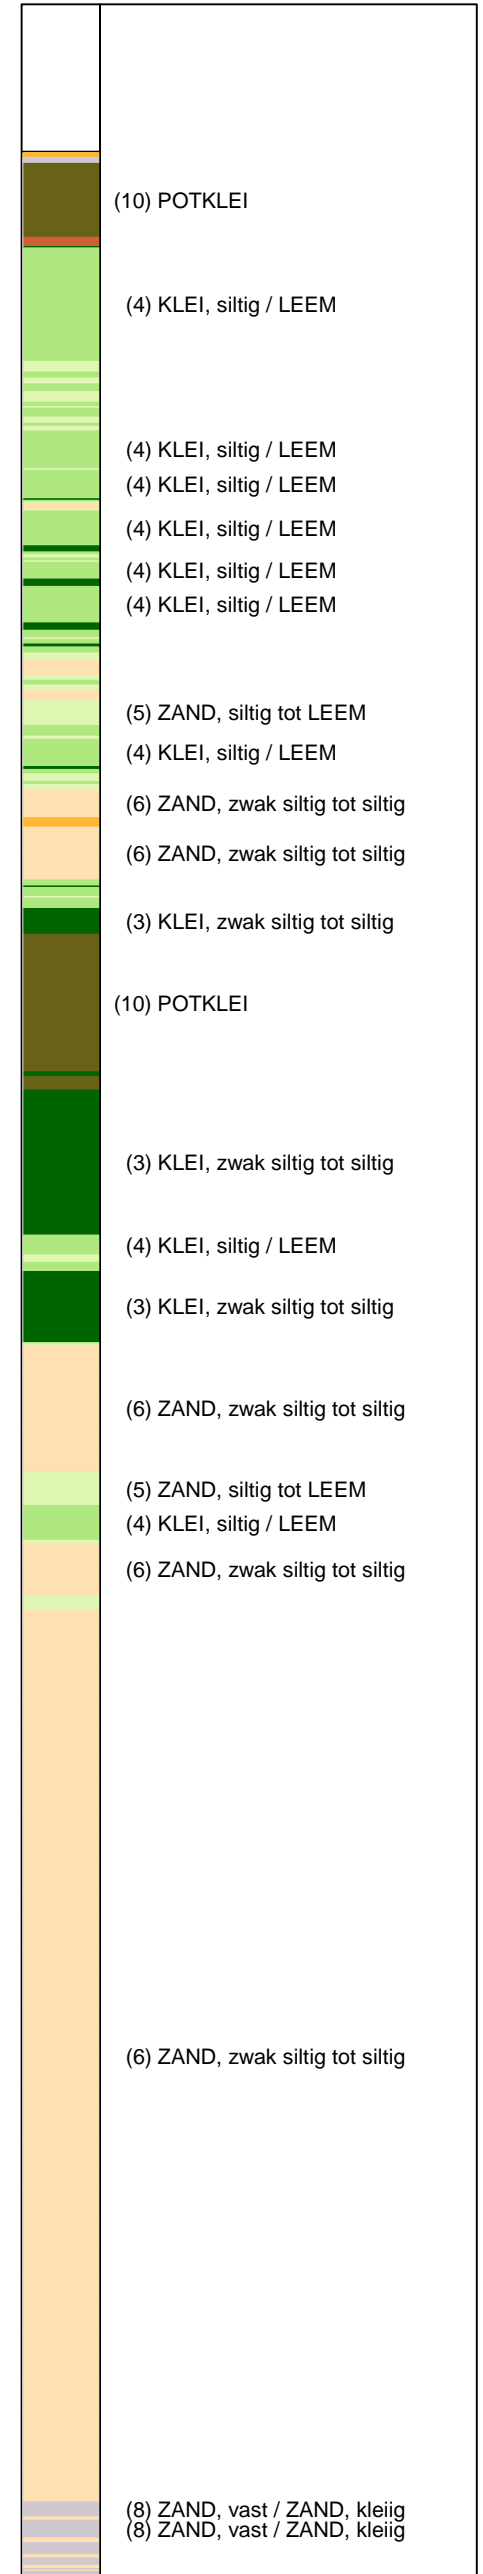 (10) POTKLEI
(4) KLEI, siltig / LEEM
(4) KLEI, siltig / LEEM
(4) KLEI, siltig / LEEM
(4) KLEI, siltig / LEEM
(4) KLEI, siltig / LEEM
(4) KLEI, siltig / LEEM
(5) ZAND, siltig tot LEEM
(4) KLEI, siltig / LEEM
(6) ZAND, zwak siltig tot siltig
(6) ZAND, zwak siltig tot siltig
(3) KLEI, zwak siltig tot siltig
(10) POTKLEI
(3) KLEI, zwak siltig tot siltig
(4) KLEI, siltig / LEEM
(3) KLEI, zwak siltig tot siltig
(6) ZAND, zwak siltig tot siltig
(5) ZAND, siltig tot LEEM
(4) KLEI, siltig / LEEM
(6) ZAND, zwak siltig tot siltig
(6) ZAND, zwak siltig tot siltig
(8) ZAND, vast / ZAND, kleiig
(8) ZAND, vast / ZAND, kleiig